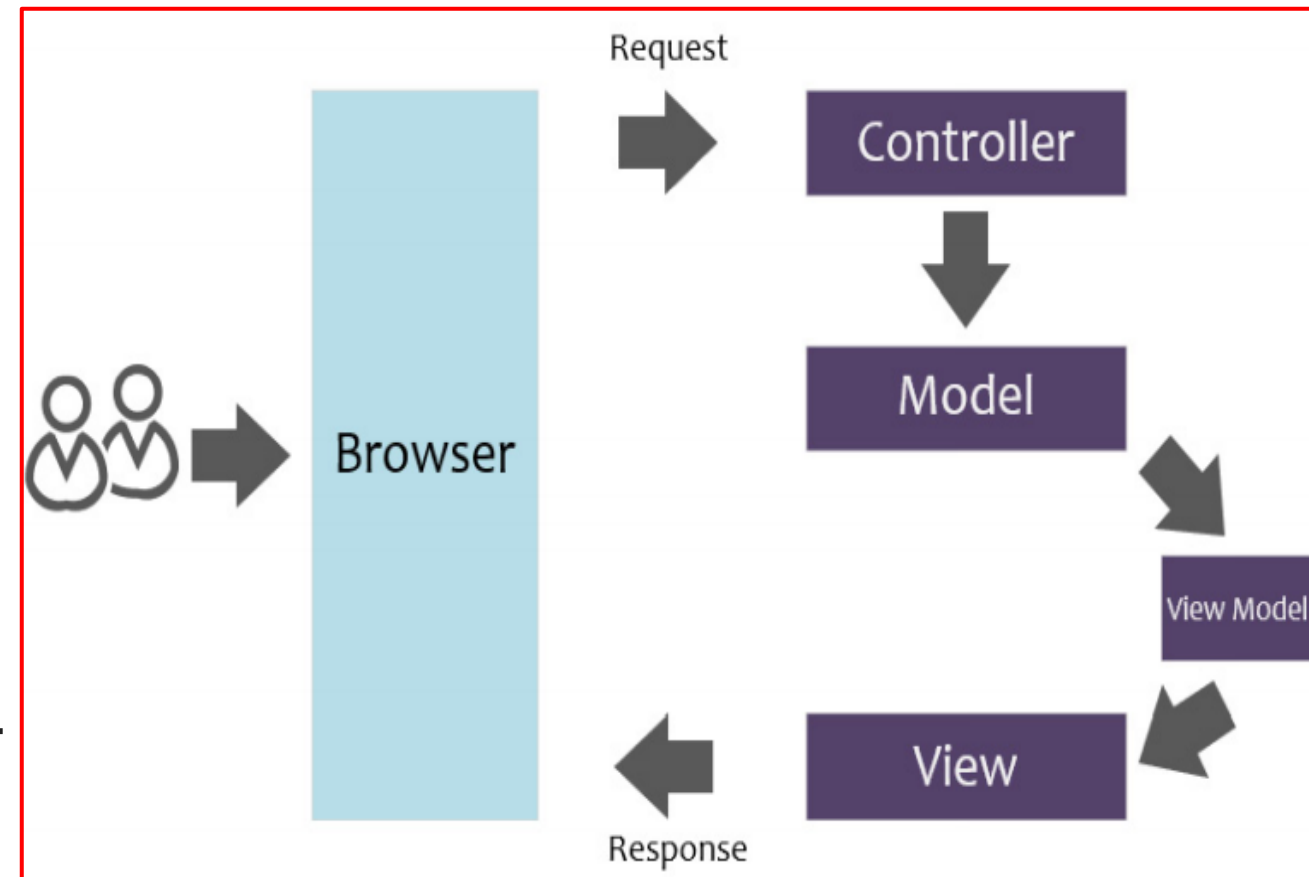 Request
Controller
Model
Browser
View Model
View
Response